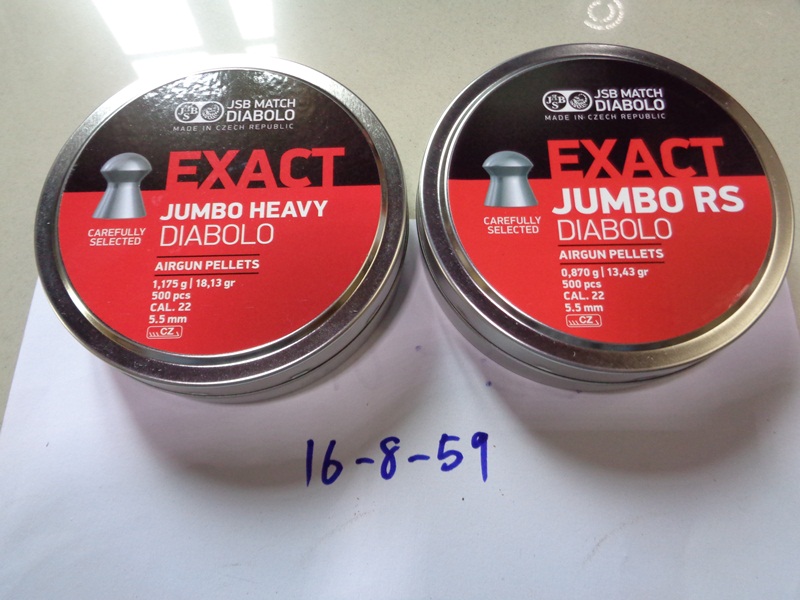 JSB MATCH
DIABOLO
MADE IN CZECH REPUBLIC
EXACT
JUMBO HEAVY
DIABOLO
CAREFULLY
SELECTED
AIRGUN PELLETS
1,175 g | 18,13 gr
500 pcs
CAL. 22
5.5 mm
CZ
JSB MATCH
DIABOLO
MADE IN CZECH REPUBLIC
EXACT
JUMBO RS
DIABOLO
CAREFULLY
SELECTED
AIRGUN PELLETS
0,870 g | 13,43 gr
500 pcs
CAL. 22
5.5 mm
CZ
16-8-59